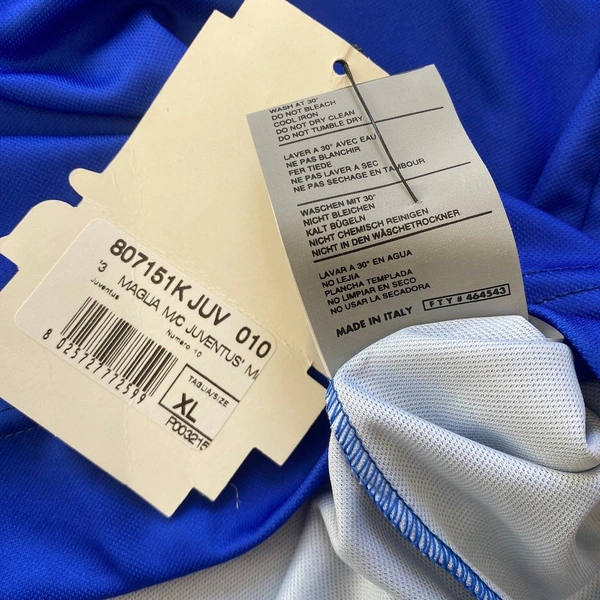 WASH AT 30°
DO NOT BLEACH
COOL IRON
DO NOT DRY CLEAN
DO NOT TUMBLE DRY
LAVER A 30° AVEC EAU
NE PAS BLANCHIR
FER TIEDE
NE PAS LAVER A SEC
NE PAS SECHAGE EN TAMBOUR
WASCHEN MIT 30°
NICHT BLEICHEN
KALT BÜGELN
NICHT CHEMISCH REINIGEN
NICHT IN DEN WÄSCHETROCKNER
LAVAR A 30° EN AGUA
NO LEJIA
PLANCHA TEMPLADA
NO LIMPIAR EN SECO
NO USAR LA SECADORA
MADE IN ITALY
FTY # 464543
807151KJUV 010
'3 MAGLIA M/C JUVENTUS' M
Juventus
Numero 10
8 025727 772599
TAGLIA/SIZE
XL
P003215